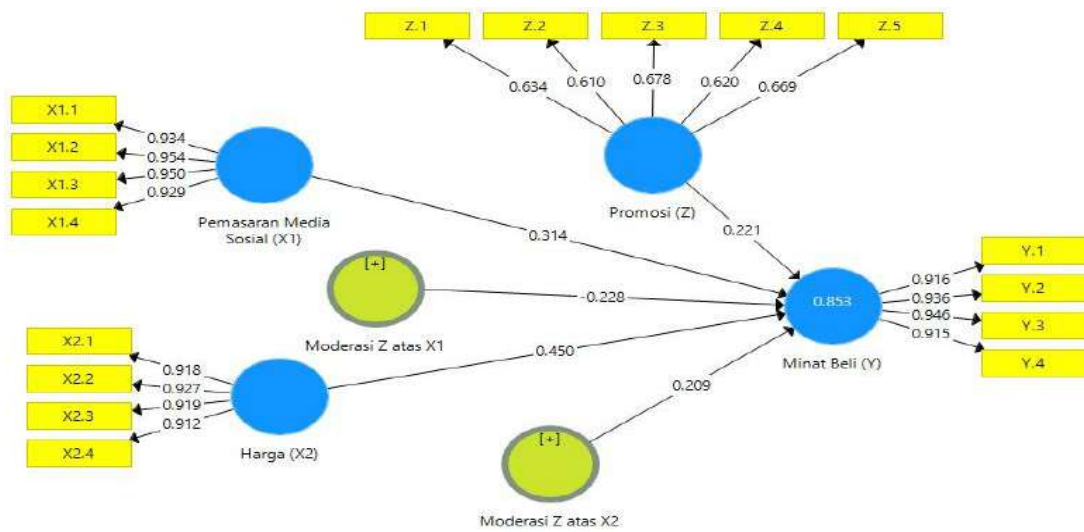 Z.1
Z.2
Z.3
Z.4
Z.5
0.634
0.610
0.678
0.620
0.669
X1.1
X1.2
X1.3
X1.4
0.934
0.954
0.950
0.929
Pemasaran Media
Sosial (X1)
Promosi (Z)
0.314
0.221
[+]
Moderasi Z atas X1
-0.228
0.853
Minat Beli (Y)
Y.1
Y.2
Y.3
Y.4
0.916
0.936
0.946
0.915
X2.1
X2.2
X2.3
X2.4
0.918
0.927
0.919
0.912
Harga (X2)
0.450
0.209
[+]
Moderasi Z atas X2